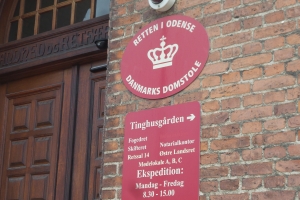 RETTEN I ODENSE
DANMARKS DOMSTOLE
Tinghusgården →
Fogedret
Skifteret
Retssal 14
Notarialkontor
Østre Landsret
Mødelokale A, B, C
Ekspedition:
Mandag - Fredag
8.30 - 15.00